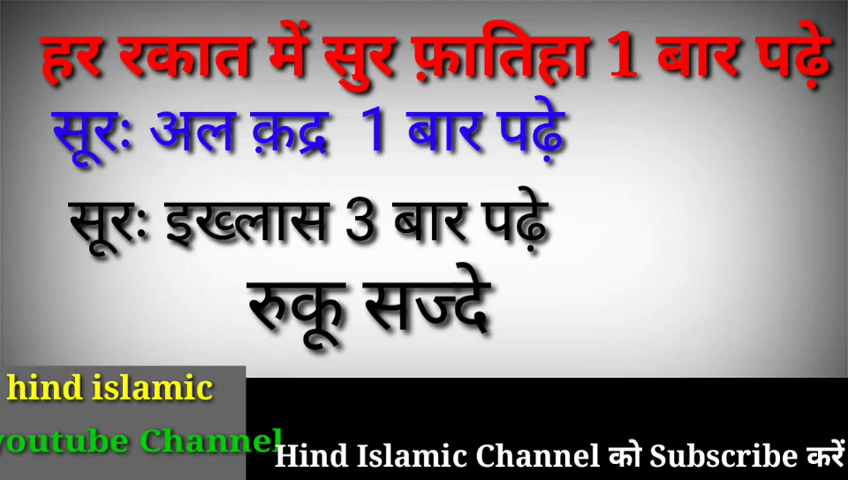 हर रकात में सुर फ़ातिहा 1 बार पढ़े
सूरः अल क़द्र 1 बार पढ़े
सूरः इख्लास 3 बार पढ़े
रुकू सज्दे
hind islamic
youtube Channel
Hind Islamic Channel को Subscribe करें